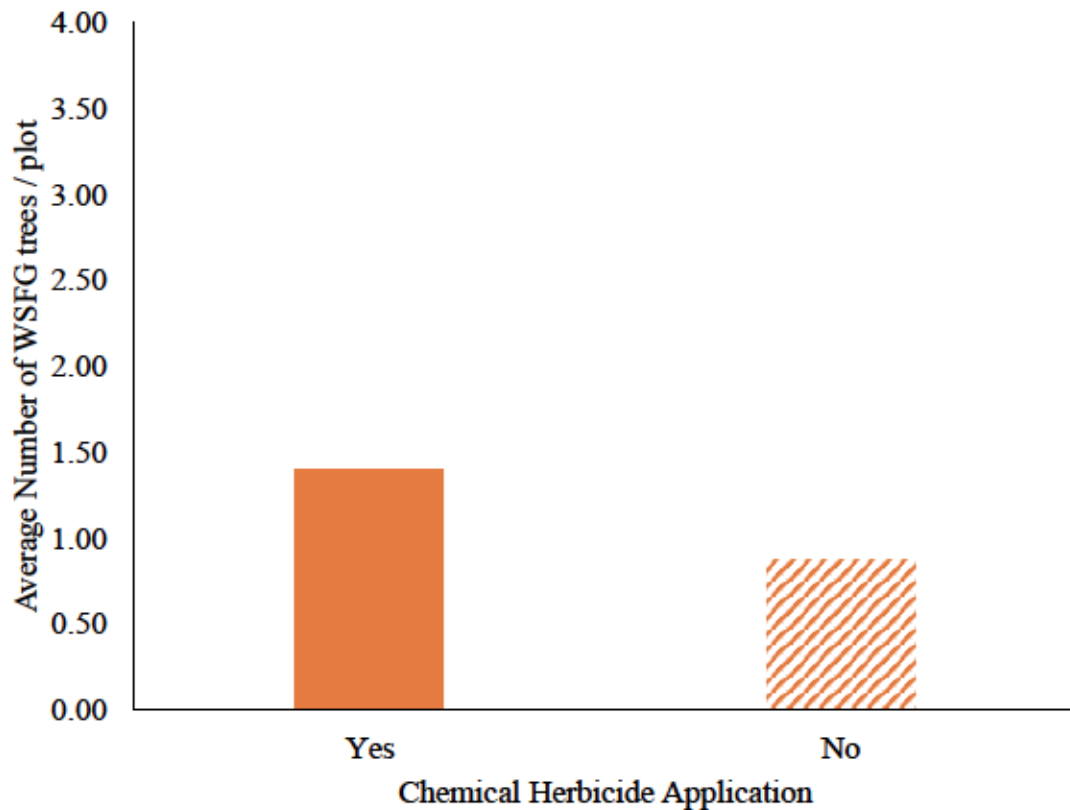 Average Number of WSFG trees / plot
4.00
3.50
3.00
2.50
2.00
1.50
1.00
0.50
0.00
Yes
No
Chemical Herbicide Application